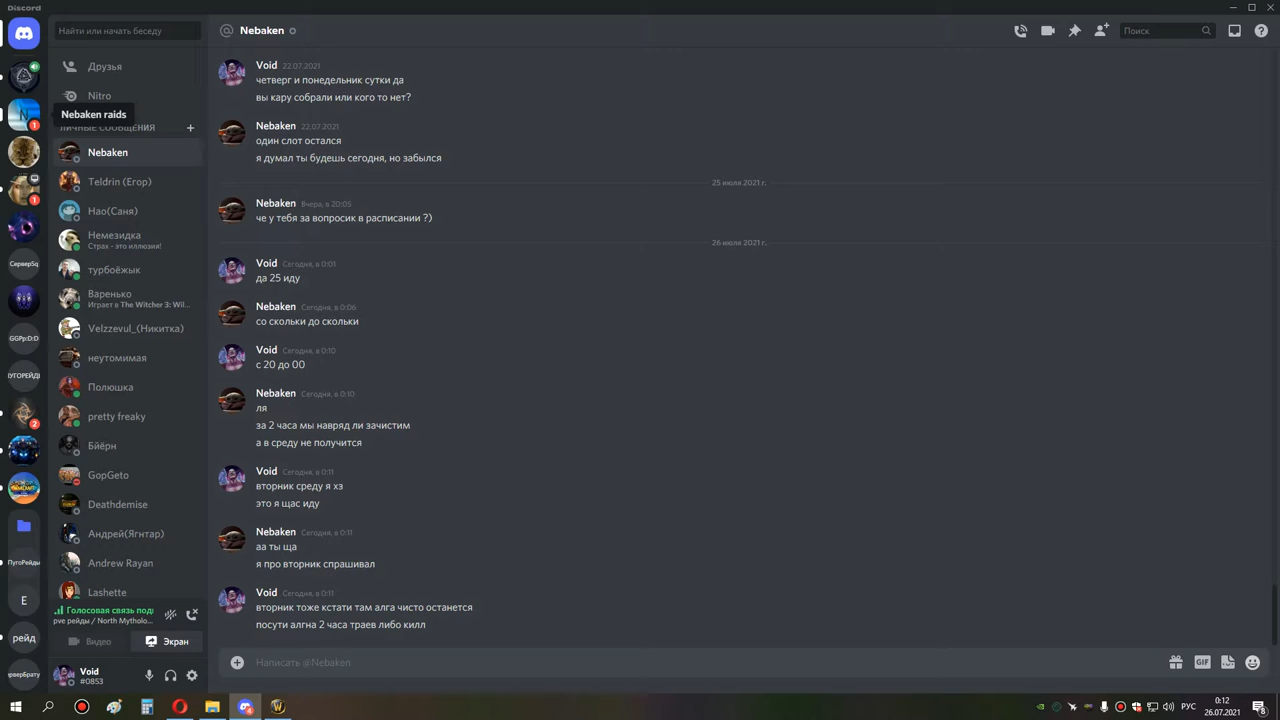 Discord
Найти или начать беседу
Друзья
Nitro
Nebaken raids
ЛИЧНЫЕ СООБЩЕНИЯ
Nebaken
Teldrin (Егор)
Нао(Саня)
Немезидка
Страх - это иллюзия!
турбоёжык
Варенько
Играет в The Witcher 3: Wil...
Velzzevul_(Никитка)
неутомимая
Полюшка
pretty freaky
Бйёрн
GopGeto
Deathdemise
Андрей(Ягнтар)
Andrew Rayan
Lashette
Голосовая связь под
pve рейды / North Mytholo...
Видео
Экран
Void
#0853
1
1
СерверSq
GGPp:D:D
ПУГОРЕЙДЫ
2
ПугоРейды
E
рейд
Nebaken
Поиск
Void 22.07.2021
четверг и понедельник сутки да
вы кару собрали или кого то нет?
Nebaken 22.07.2021
один слот остался
я думал ты будешь сегодня, но забылся
25 июля 2021 г.
Nebaken Вчера, в 20:05
че у тебя за вопросик в расписании ?)
26 июля 2021 г.
Void Сегодня, в 0:01
да 25 иду
Nebaken Сегодня, в 0:06
со скольки до скольки
Void Сегодня, в 0:10
с 20 до 00
Nebaken Сегодня, в 0:10
ля
за 2 часа мы навряд ли зачистим
а в среду не получится
Void Сегодня, в 0:11
вторник среду я хз
это я щас иду
Nebaken Сегодня, в 0:11
аа ты ща
я про вторник спрашивал
Void Сегодня, в 0:11
вторник тоже кстати там алга чисто останется
посути алгна 2 часа траев либо килл
Написать @Nebaken
GIF
РУС
0:12
26.07.2021